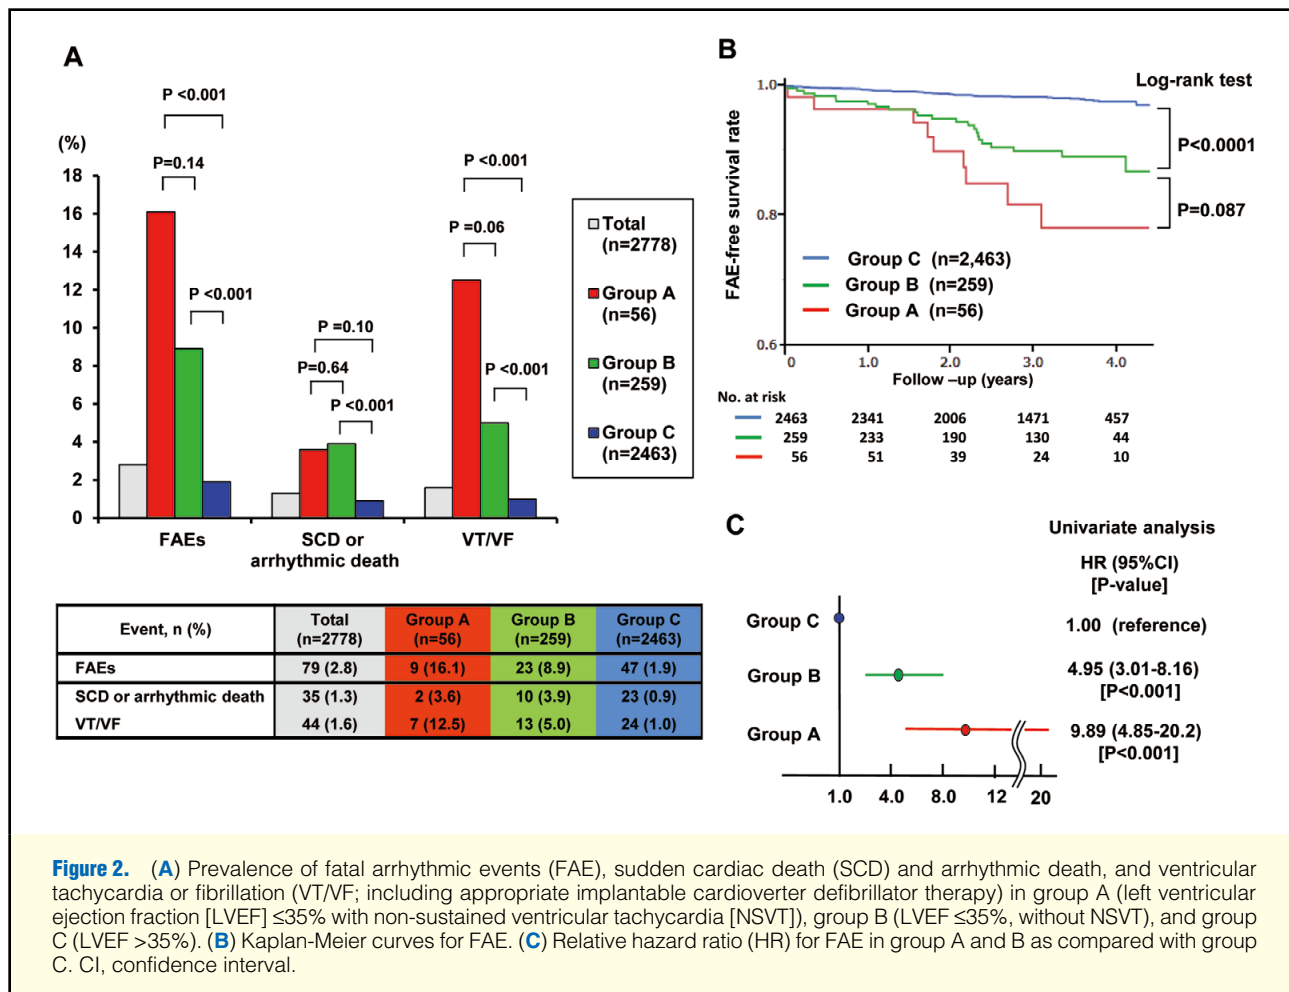 A
P <0.001
(%)
P=0.14
P <0.001
18
16
14
12
10
8
6
4
2
0
P =0.06
P <0.001
P =0.10
P=0.64
P <0.001
P <0.001
FAEs
SCD or
arrhythmic death
VT/VF
Total
(n=2778)
Group A
(n=56)
Group B
(n=259)
Group C
(n=2463)
Event, n (%) Total (n=2778) Group A (n=56) Group B (n=259) Group C (n=2463)
FAEs 79 (2.8) 9 (16.1) 23 (8.9) 47 (1.9)
SCD or arrhythmic death 35 (1.3) 2 (3.6) 10 (3.9) 23 (0.9)
VT/VF 44 (1.6) 7 (12.5) 13 (5.0) 24 (1.0)
B
Log-rank test
FAE-free survival rate
1.0
0.8
0.6
P<0.0001
P=0.087
Group C (n=2,463)
Group B (n=259)
Group A (n=56)
0 1.0 2.0 3.0 4.0
Follow –up (years)
No. at risk
2463 2341 2006 1471 457
259 233 190 130 44
56 51 39 24 10
C
Univariate analysis
HR (95%CI)
[P-value]
Group C 1.00 (reference)
Group B 4.95 (3.01-8.16)
[P<0.001]
Group A 9.89 (4.85-20.2)
[P<0.001]
1.0 4.0 8.0 12 20
Figure 2. (A) Prevalence of fatal arrhythmic events (FAE), sudden cardiac death (SCD) and arrhythmic death, and ventricular
tachycardia or fibrillation (VT/VF; including appropriate implantable cardioverter defibrillator therapy) in group A (left ventricular
ejection fraction [LVEF] ≤35% with non-sustained ventricular tachycardia [NSVT]), group B (LVEF ≤35%, without NSVT), and group
C (LVEF >35%). (B) Kaplan-Meier curves for FAE. (C) Relative hazard ratio (HR) for FAE in group A and B as compared with group
C. CI, confidence interval.